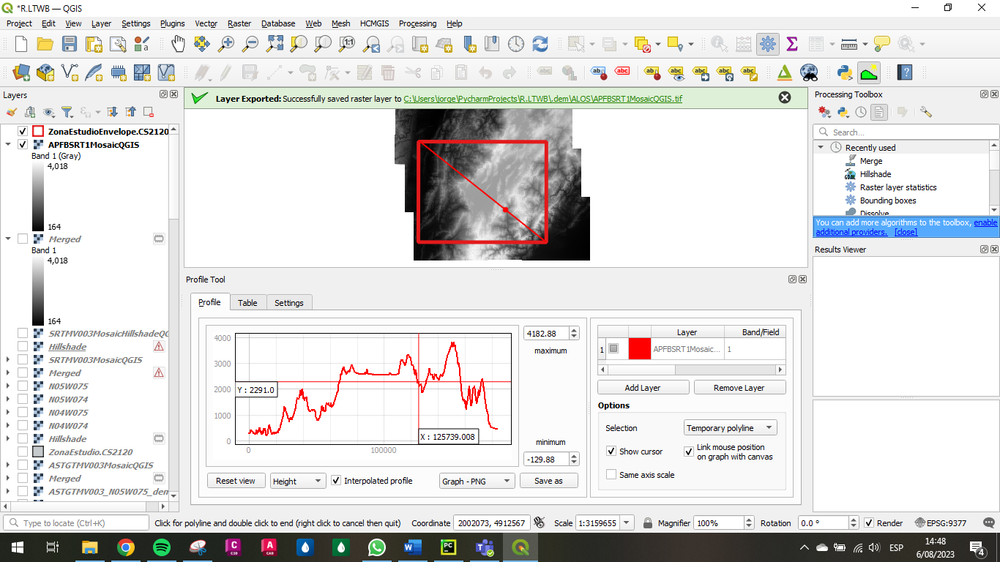 *R.LTWB — QGIS
Project Edit View Layer Settings Plugins Vector Raster Database Web Mesh HCMGIS Processing Help
Layers
ZonaEstudioEnvelope.CS2120
APFBSRT1MosaicQGIS
Band 1 (Gray)
4,018
164
Merged
Band 1
4,018
164
SRTMV003MosaicHillshadeQG
Hillshade
SRTMV003MosaicQGIS
Merged
N05W075
N05W074
N04W075
N04W074
Hillshade
ZonaEstudio.CS2120
ASTGTMV003MosaicQGIS
Merged
ASTGTMV003_N05W075_den
Layer Exported: Successfully saved raster layer to C:\Users\jorge\PycharmProjects\R.LTWB\.dem\ALOS\APFBSRT1MosaicQGIS.tif
Profile Tool
Profile Table Settings
4000
3000
2000
1000
0
0 100000
Y : 2291.0
X : 125739.008
4182.88
maximum
minimum
-129.88
Reset view Height Interpolated profile Graph - PNG Save as
Layer Band/Field
1 APFBSRT1Mosaic... 1
Add Layer Remove Layer
Options
Selection Temporary polyline
Show cursor
Link mouse position
on graph with canvas
Same axis scale
Processing Toolbox
Search...
Recently used
Merge
Hillshade
Raster layer statistics
Bounding boxes
Dissolve
You can add more algorithms to the toolbox, enable
additional providers. [close]
Results Viewer
Type to locate (Ctrl+K) Click for polyline and double click to end (right click to cancel then quit) Coordinate 2002073, 4912567 Scale 1:3159655 Magnifier 100% Rotation 0.0 ° Render EPSG:9377
ESP
14:48
6/08/2023
4